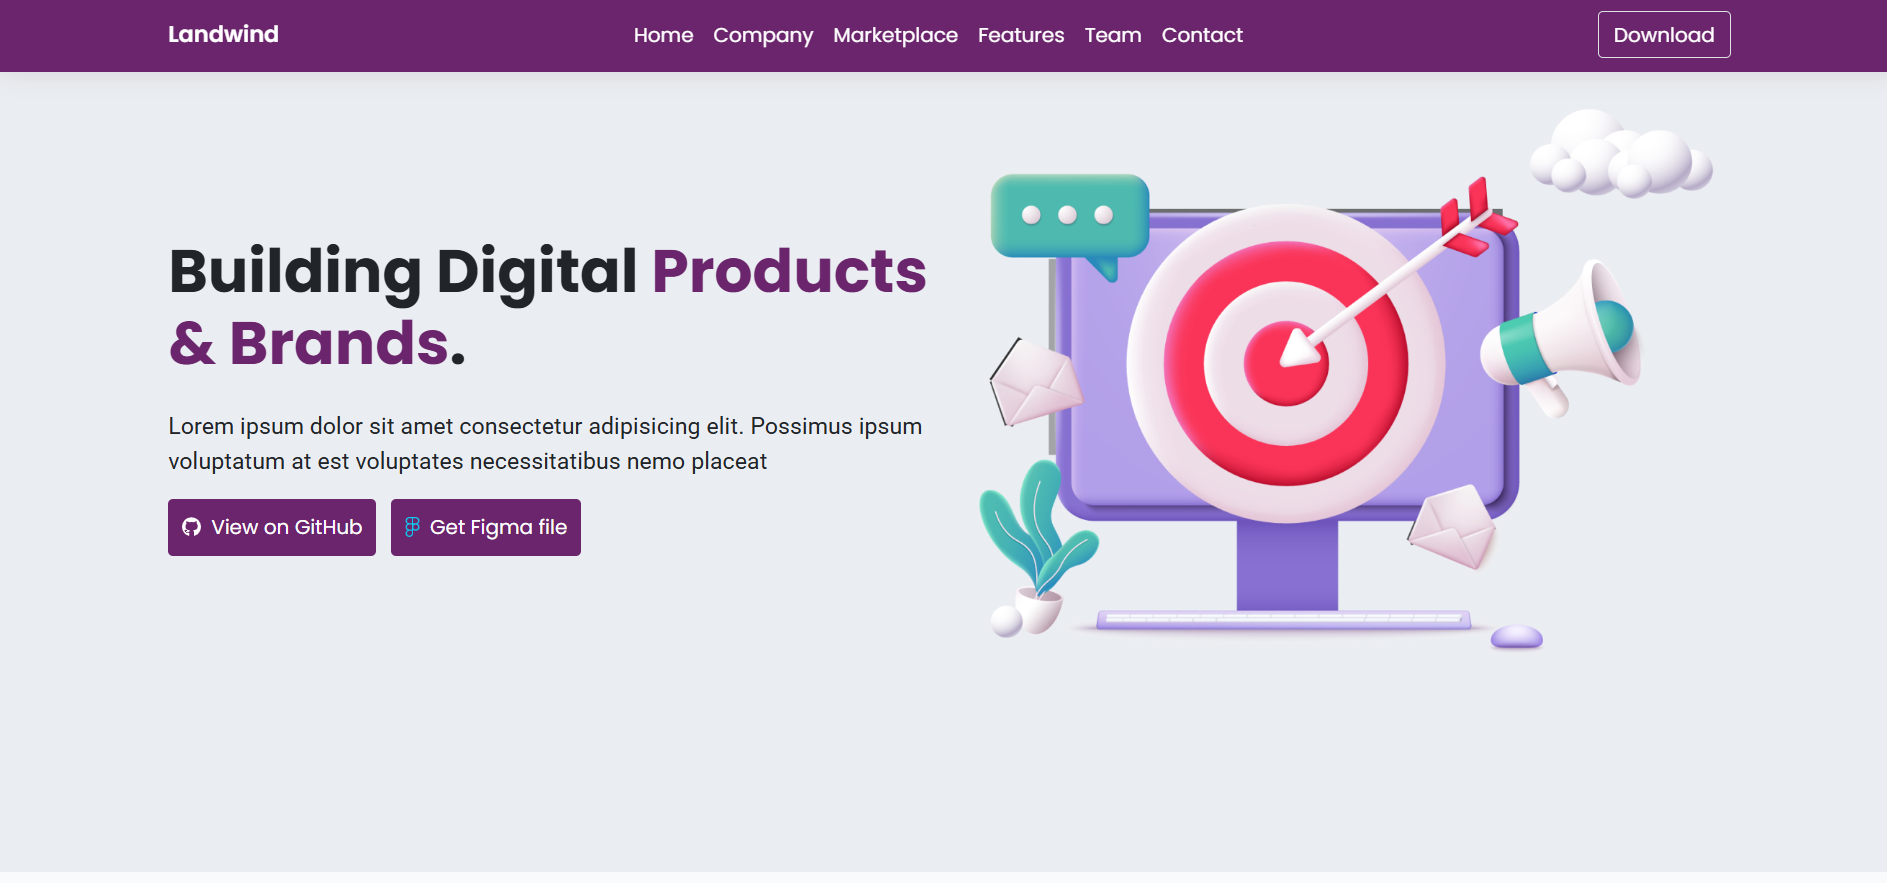 Landwind
Home Company Marketplace Features Team Contact
Download
Building Digital Products
& Brands.
Lorem ipsum dolor sit amet consectetur adipisicing elit. Possimus ipsum
voluptatum at est voluptates necessitatibus nemo placeat
View on GitHub
Get Figma file